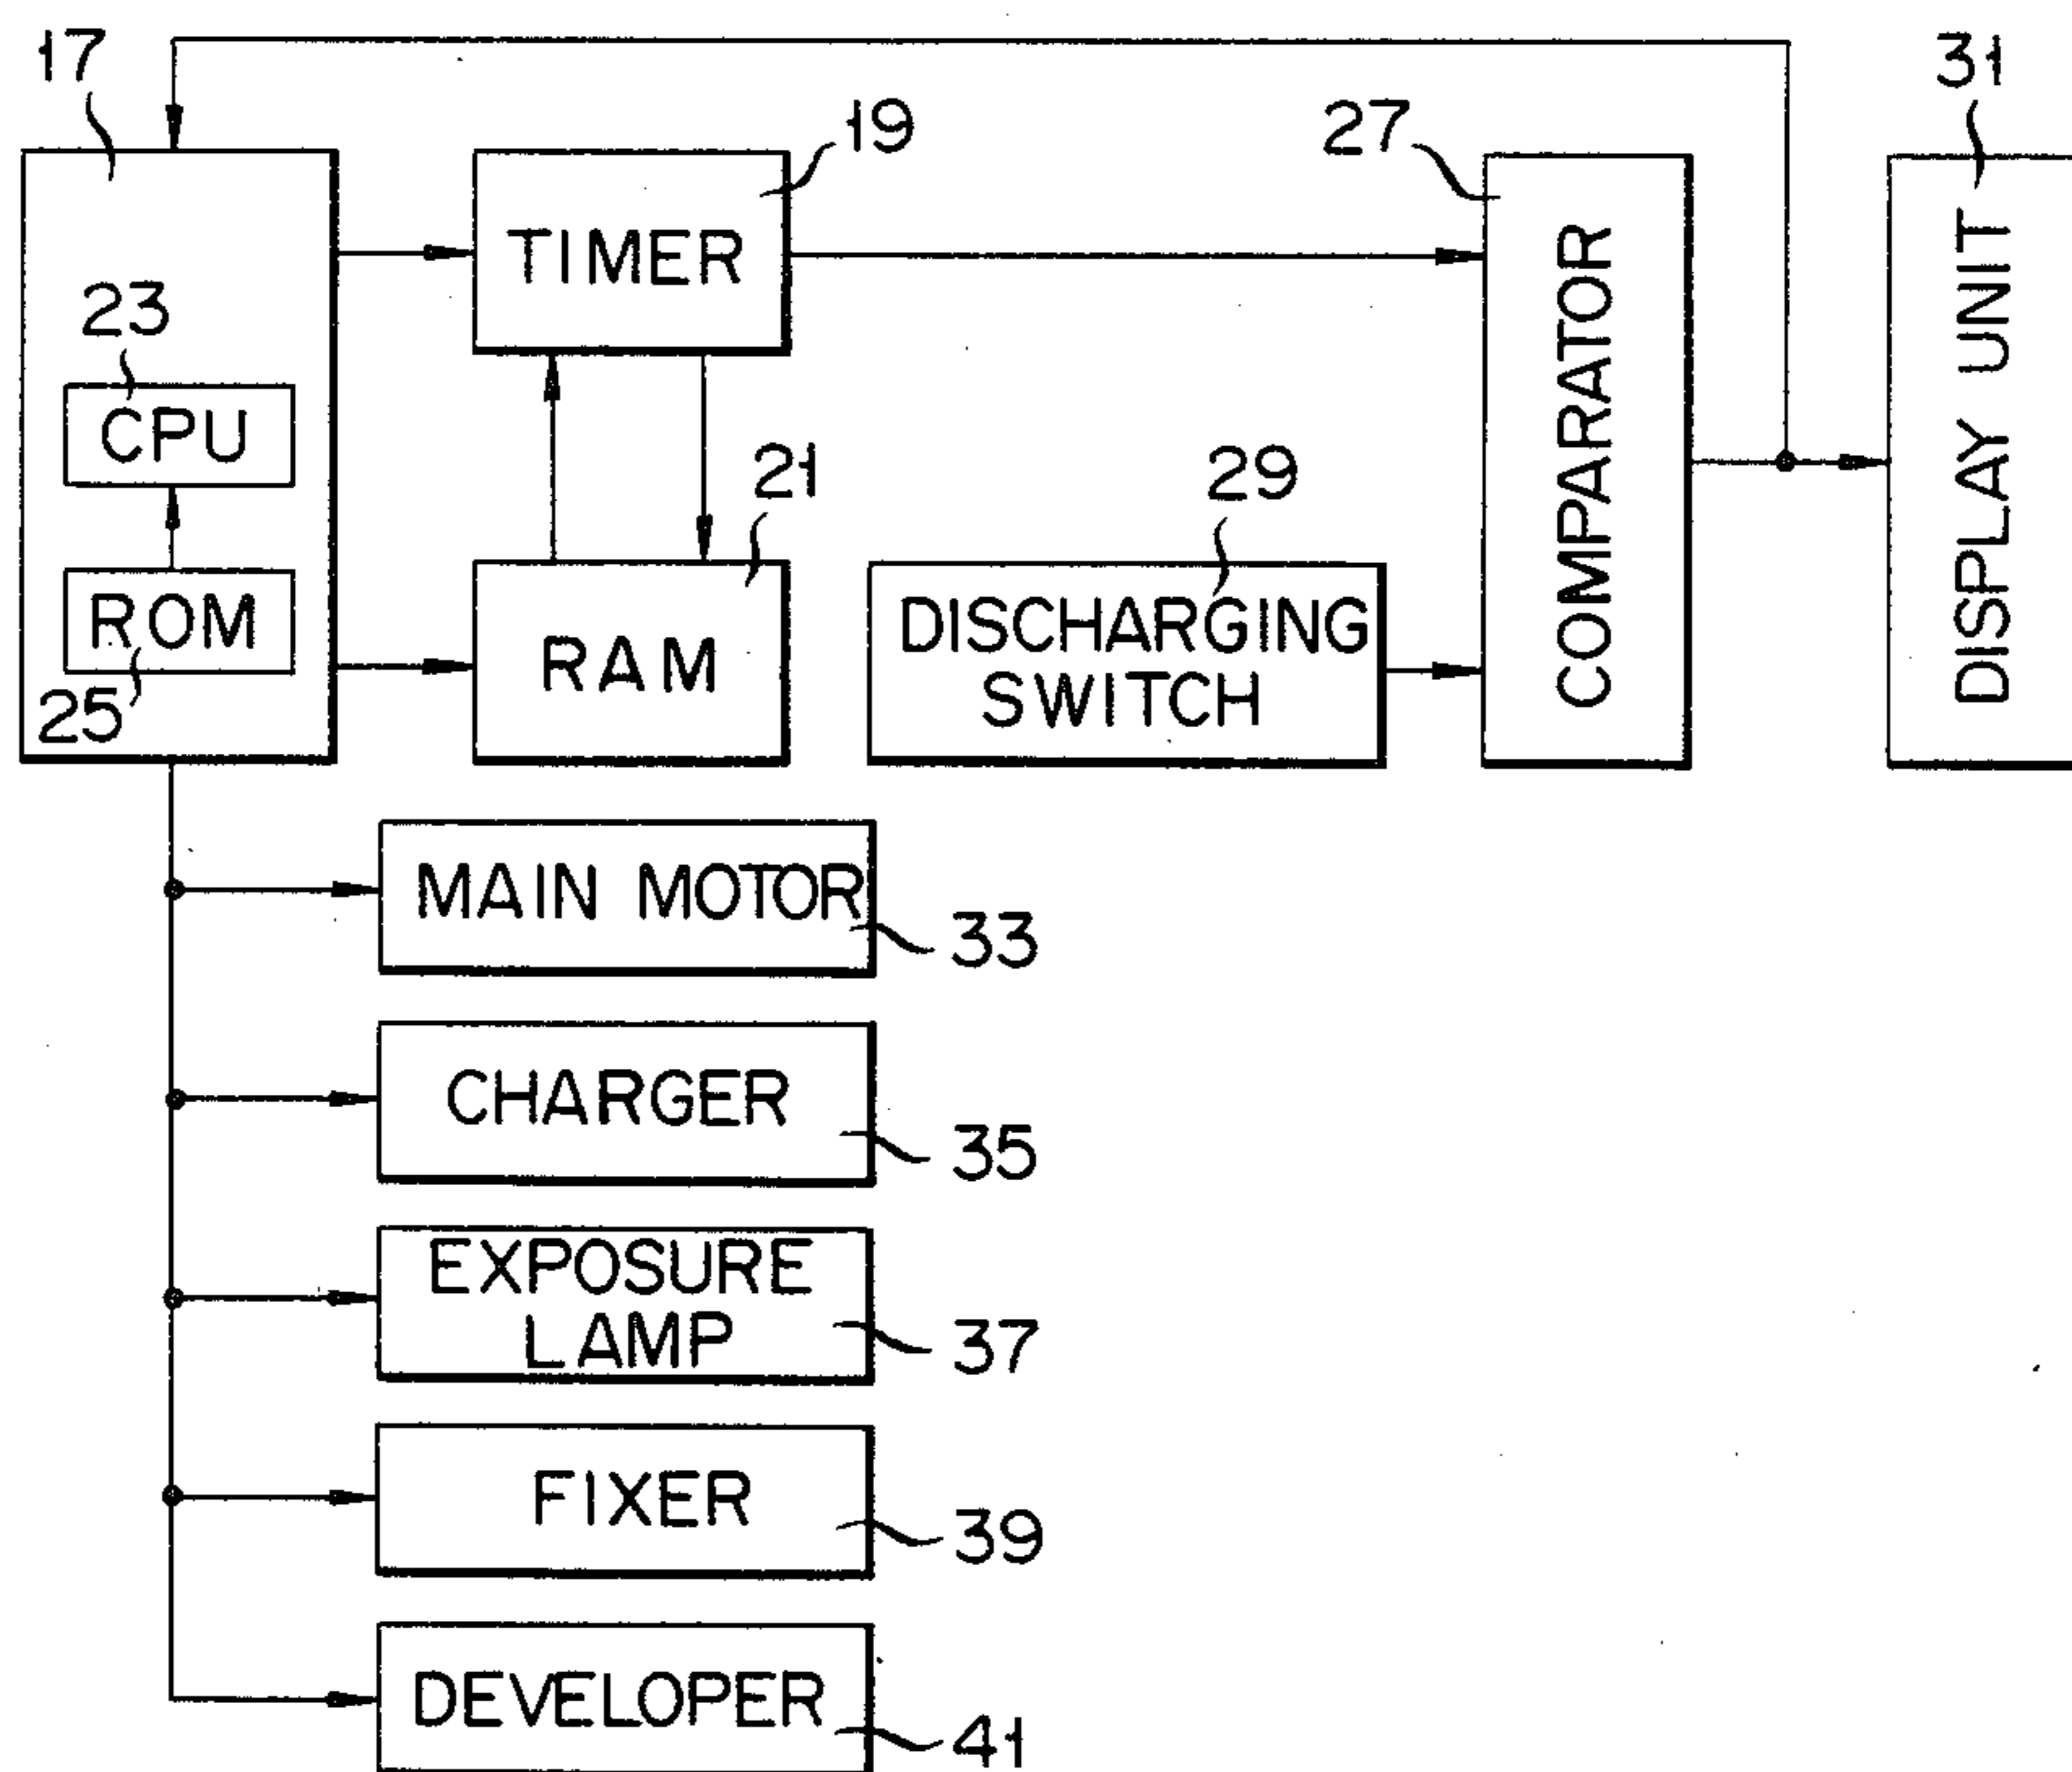 17
19
27
31
TIMER
COMPARATOR
DISPLAY UNIT
23
CPU
ROM
25
21
RAM
29
DISCHARGING
SWITCH
MAIN MOTOR
33
CHARGER
35
EXPOSURE
LAMP
37
FIXER
39
DEVELOPER
41